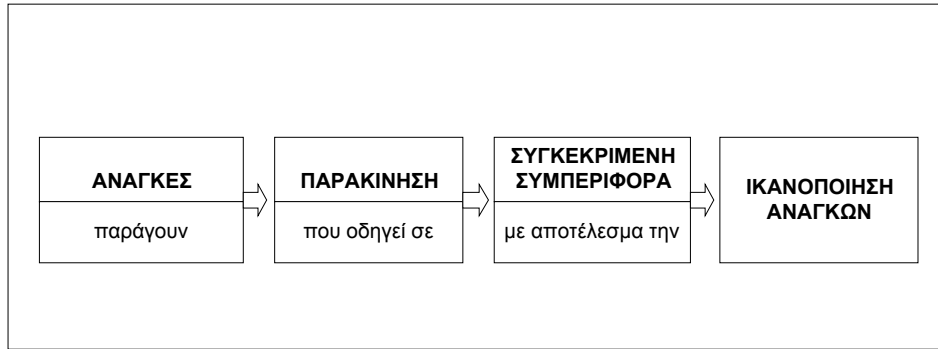 ΑΝΑΓΚΕΣ
παράγουν
ΠΑΡΑΚΙΝΗΣΗ
που οδηγεί σε
ΣΥΓΚΕΚΡΙΜΕΝΗ
ΣΥΜΠΕΡΙΦΟΡΑ
με αποτέλεσμα την
ΙΚΑΝΟΠΟΙΗΣΗ
ΑΝΑΓΚΩΝ